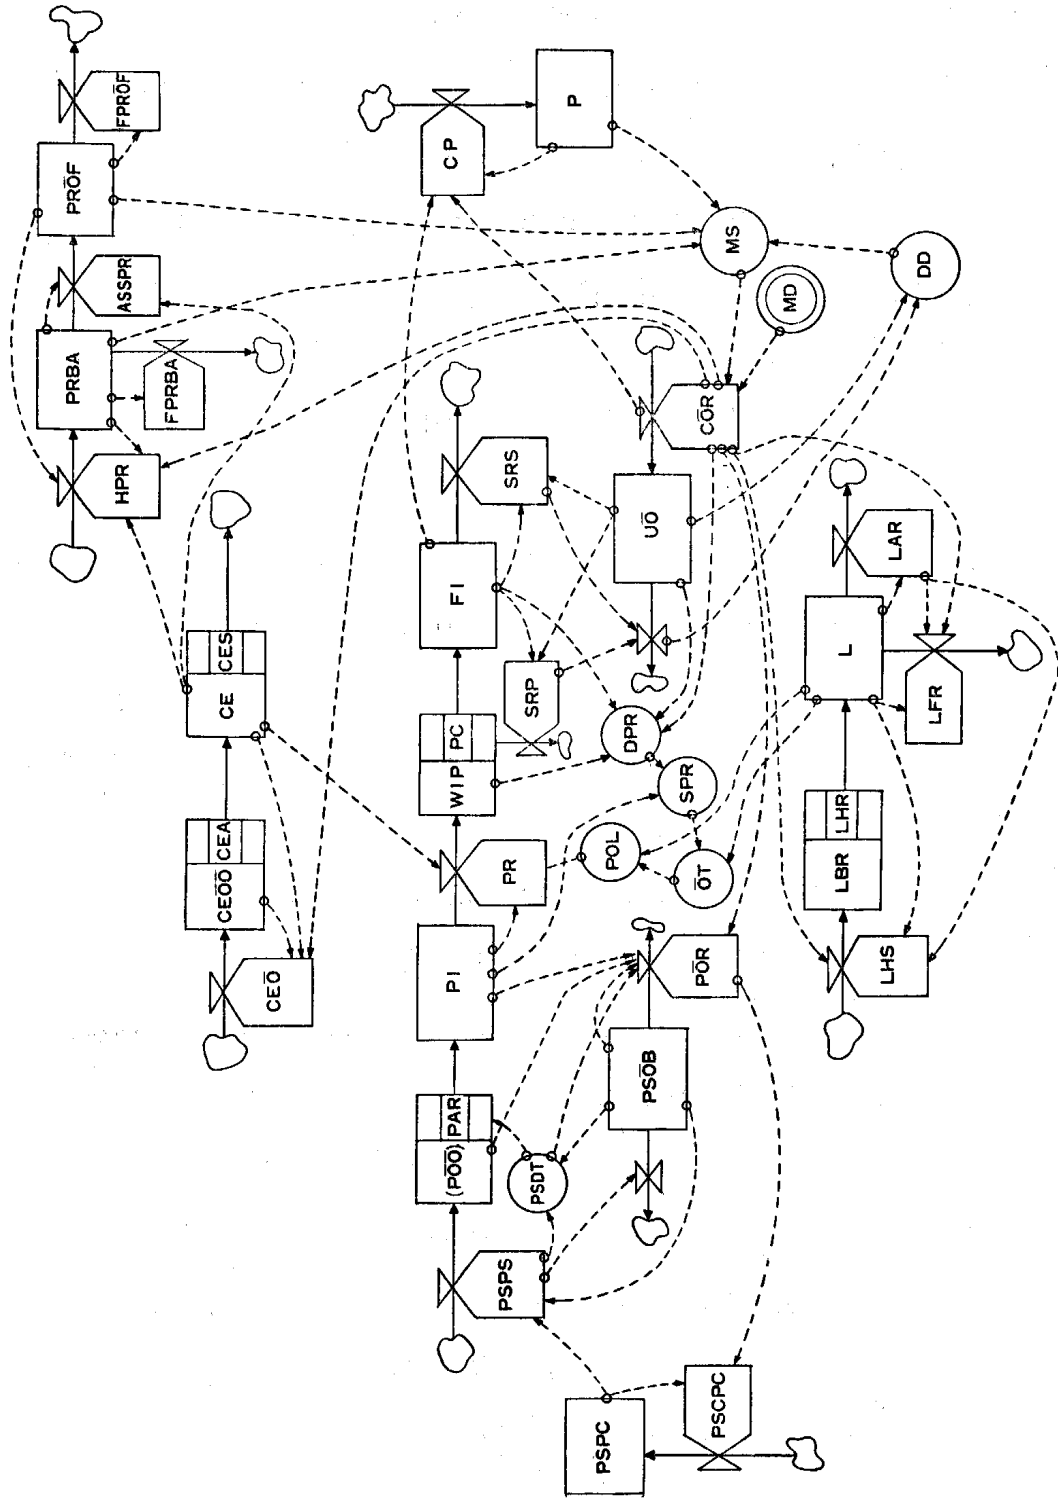 HPR
PRBA
FPRBA
ASSPR
PRŌF
FPRŌF
CEŌ
CEŌŌ
CEA
CE
CES
PSPS
(PŌŌ)
PAR
PI
PR
WIP
PC
SRP
FI
SRS
CP
P
PSPC
PSCPC
PSDT
PSŌB
PŌR
PŌL
ŌT
SPR
DPR
UŌ
CŌR
MD
MS
DD
LHS
LBR
LHR
LFR
L
LAR